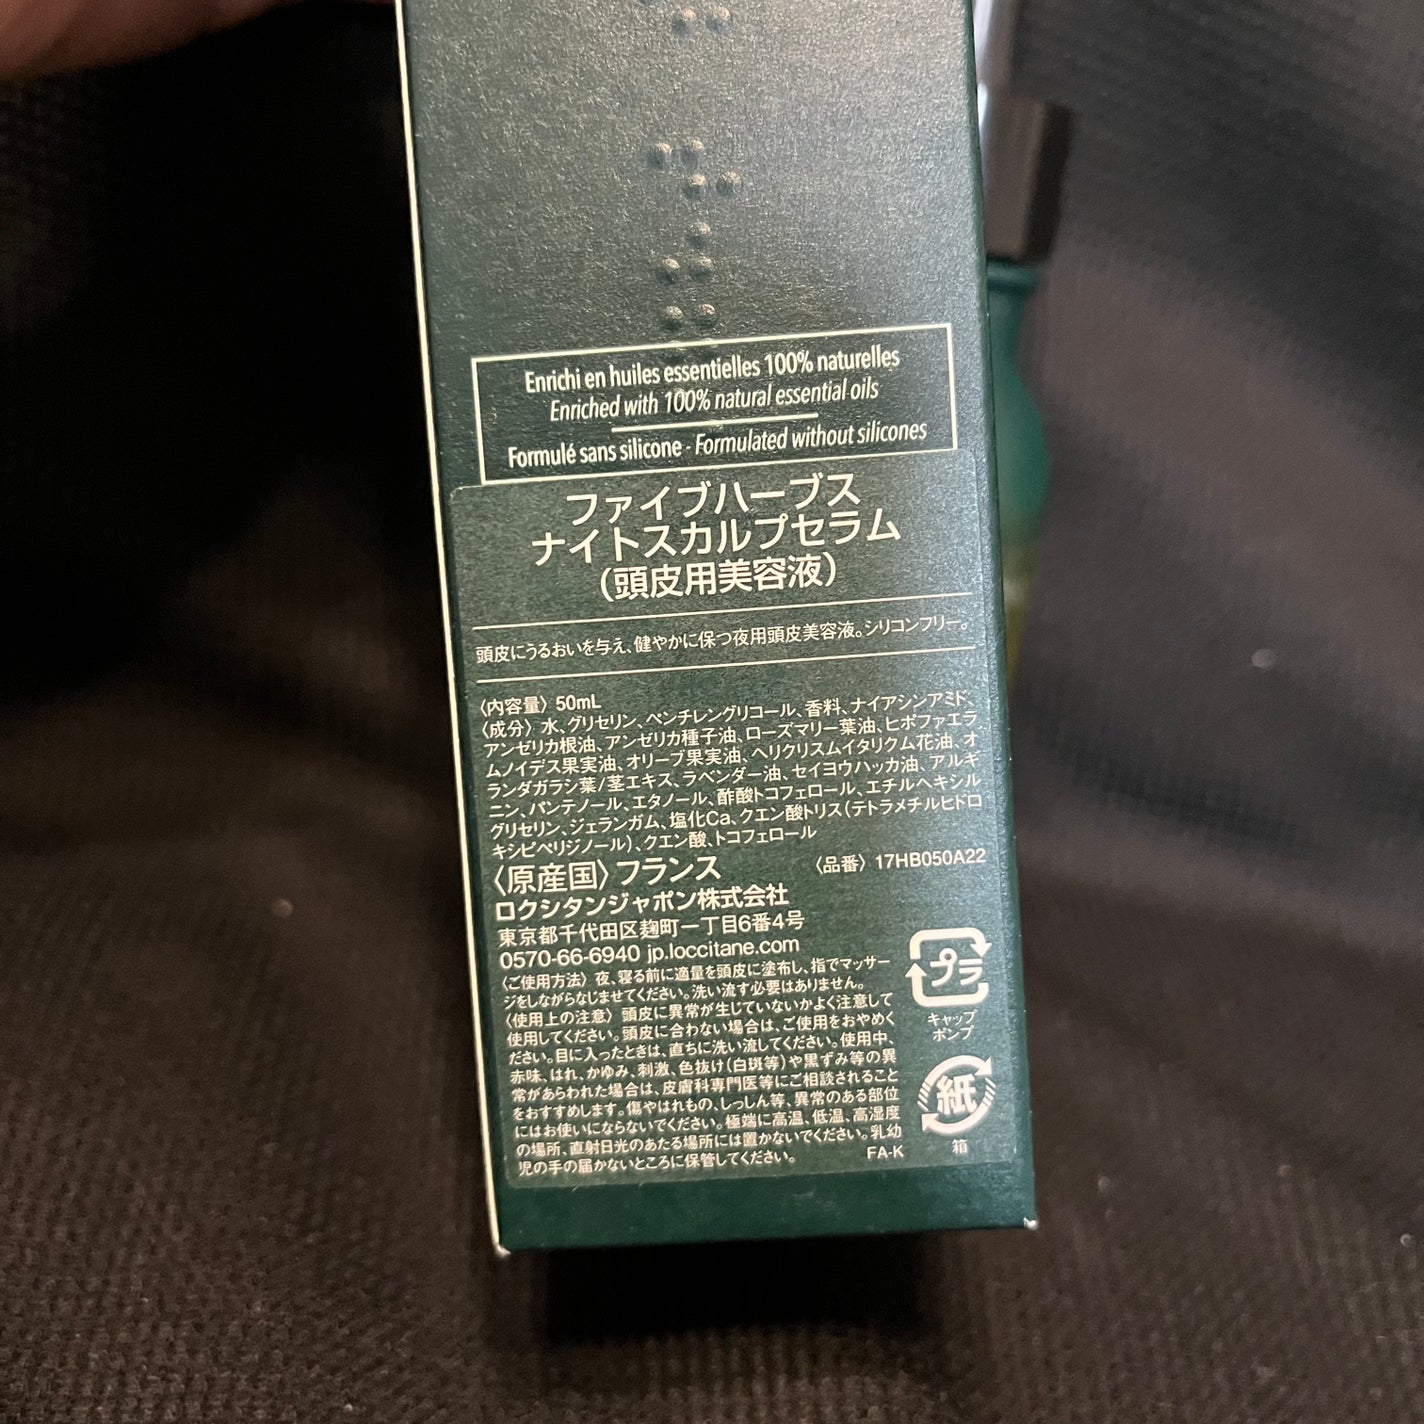 Enrichi en huiles essentielles 100% naturelles
Enriched with 100% natural essential oils
Formulé sans silicone - Formulated without silicones
ファイブハーブス
ナイトスカルプセラム
(頭皮用美容液)
頭皮にうるおいを与え、健やかに保つ夜用頭皮美容液。シリコンフリー。
〈内容量〉 50mL
〈成分〉 水、グリセリン、ペンチレングリコール、香料、ナイアシンアミド、
アンゼリカ根油、アンゼリカ種子油、ローズマリー葉油、ヒポファエラ
ムノイデス果実油、オリーブ果実油、ヘリクリスムイタリクム花油、オ
ランダガラシ葉/茎エキス、ラベンダー油、セイヨウハッカ油、アルギ
ニン、パンテノール、エタノール、酢酸トコフェロール、エチルヘキシル
グリセリン、ジェランガム、塩化Ca、クエン酸トリス(テトラメチルヒドロ
キシピペリジノール)、クエン酸、トコフェロール
〈原産国〉フランス 〈品番〉 17HB050A22
ロクシタンジャポン株式会社
東京都千代田区麹町一丁目6番4号
0570-66-6940 jp.loccitane.com
〈ご使用方法〉 夜、寝る前に適量を頭皮に塗布し、指でマッサー
ジをしながらなじませてください。洗い流す必要はありません。
〈使用上の注意〉 頭皮に異常が生じていないかよく注意して
使用してください。頭皮に合わない場合は、ご使用をおやめく
ださい。目に入ったときは、直ちに洗い流してください。使用中、
赤味、はれ、かゆみ、刺激、色抜け(白斑等)や黒ずみ等の異
常があらわれた場合は、皮膚科専門医等にご相談されること
をおすすめします。傷やはれもの、しっしん等、異常のある部位
にはお使いにならないでください。極端に高温、低温、高湿度
の場所、直射日光のあたる場所には置かないでください。乳幼
児の手の届かないところに保管してください。 FA-K
プラ
キャップ
ポンプ
紙
箱